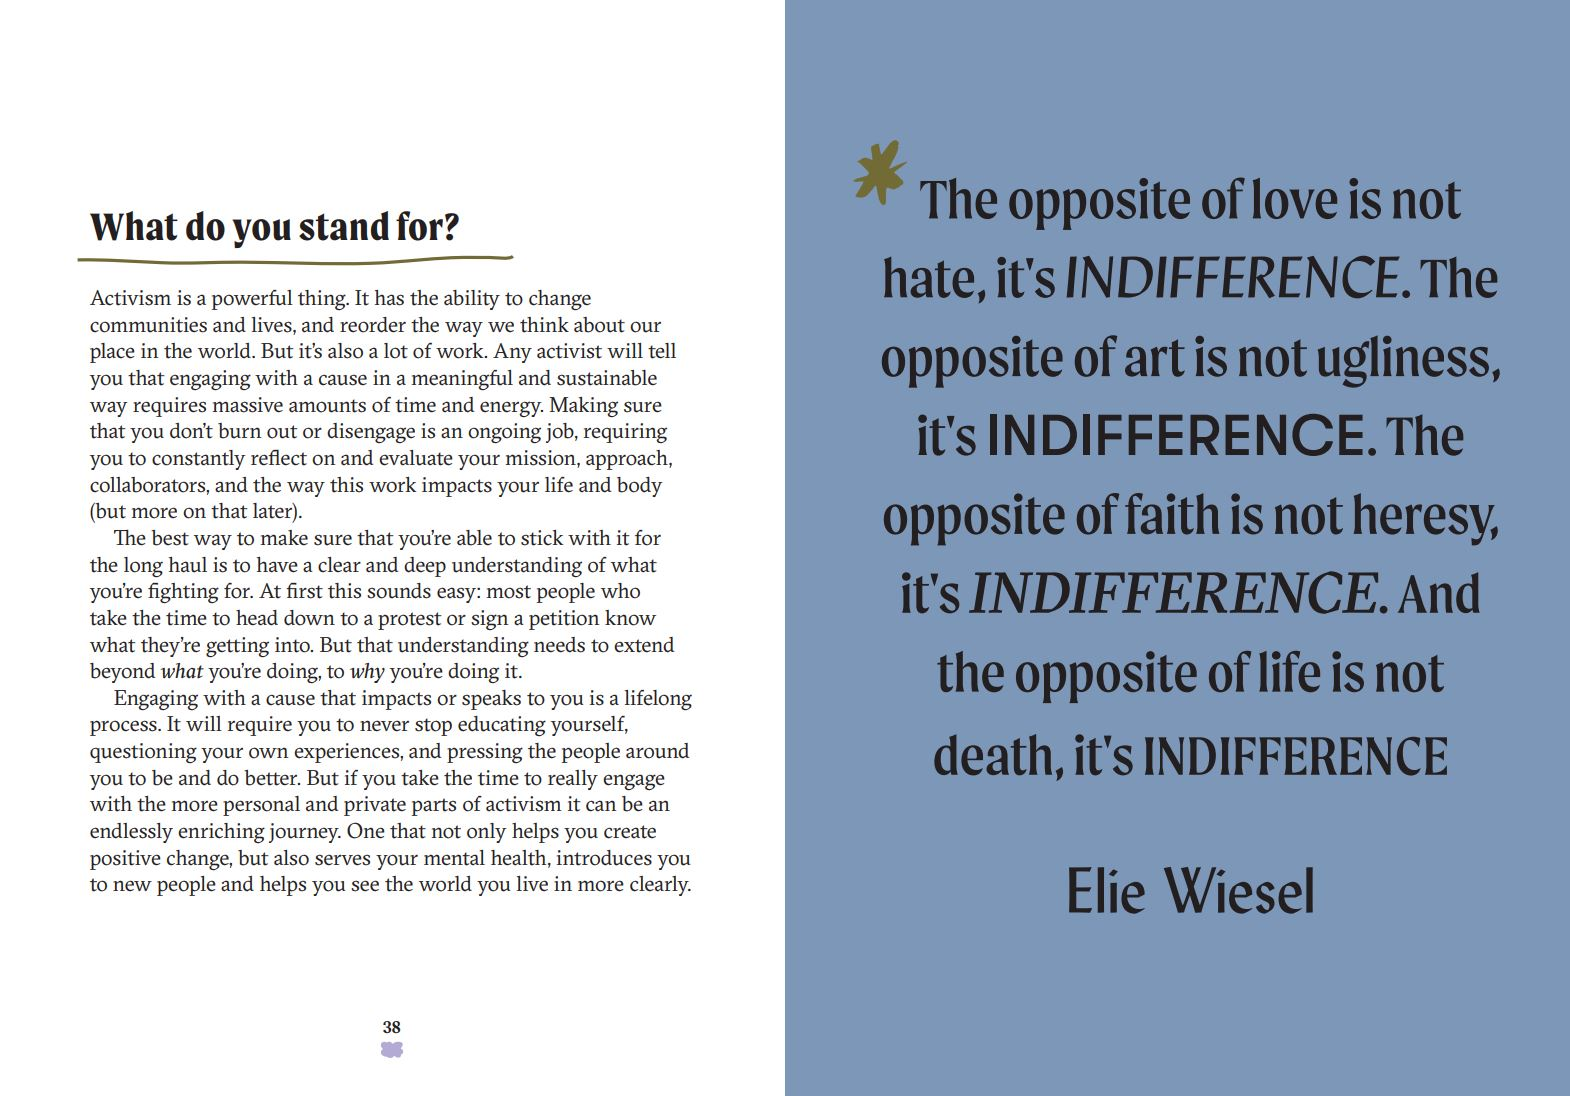 What do you stand for?
Activism is a powerful thing. It has the ability to change
communities and lives, and reorder the way we think about our
place in the world. But it’s also a lot of work. Any activist will tell
you that engaging with a cause in a meaningful and sustainable
way requires massive amounts of time and energy. Making sure
that you don’t burn out or disengage is an ongoing job, requiring
you to constantly reflect on and evaluate your mission, approach,
collaborators, and the way this work impacts your life and body
(but more on that later).
The best way to make sure that you’re able to stick with it for
the long haul is to have a clear and deep understanding of what
you’re fighting for. At first this sounds easy: most people who
take the time to head down to a protest or sign a petition know
what they’re getting into. But that understanding needs to extend
beyond what you’re doing, to why you’re doing it.
Engaging with a cause that impacts or speaks to you is a lifelong
process. It will require you to never stop educating yourself,
questioning your own experiences, and pressing the people around
you to be and do better. But if you take the time to really engage
with the more personal and private parts of activism it can be an
endlessly enriching journey. One that not only helps you create
positive change, but also serves your mental health, introduces you
to new people and helps you see the world you live in more clearly.
38
The opposite of love is not
hate, it's INDIFFERENCE. The
opposite of art is not ugliness,
it's INDIFFERENCE. The
opposite of faith is not heresy,
it's INDIFFERENCE. And
the opposite of life is not
death, it's INDIFFERENCE
Elie Wiesel